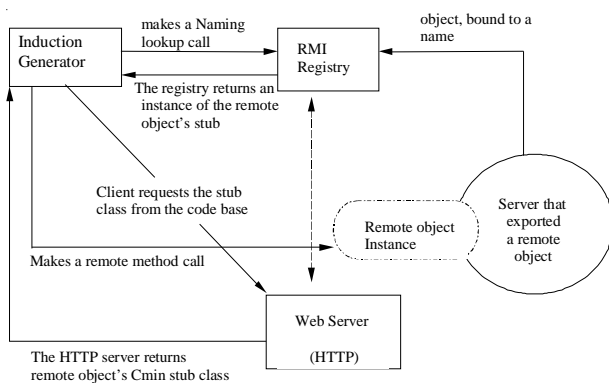 makes a Naming
lookup call
object, bound to a
name
Induction
Generator
RMI
Registry
The registry returns an
instance of the remote
object's stub
Client requests the stub
class from the code base
Remote object
Instance
Server that
exported
a remote
object
Makes a remote method call
Web Server
(HTTP)
The HTTP server returns
remote object's Cmin stub class